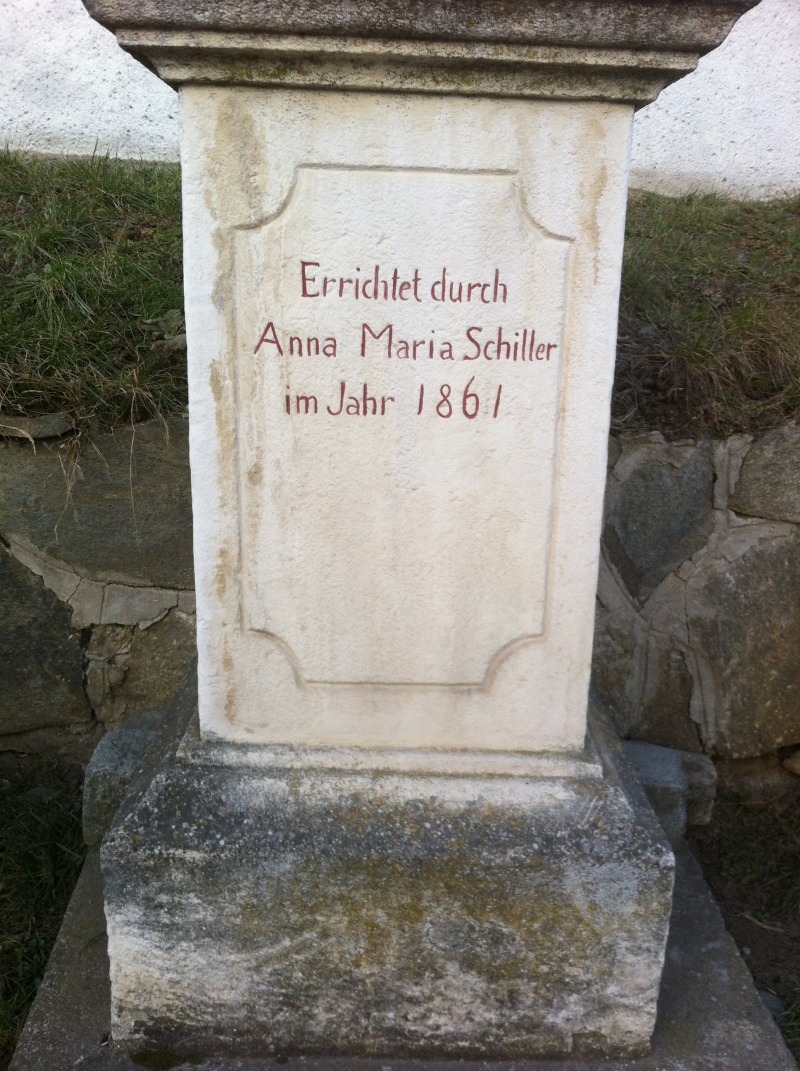 Errichtet durch
Anna Maria Schiller
im Jahr 1861